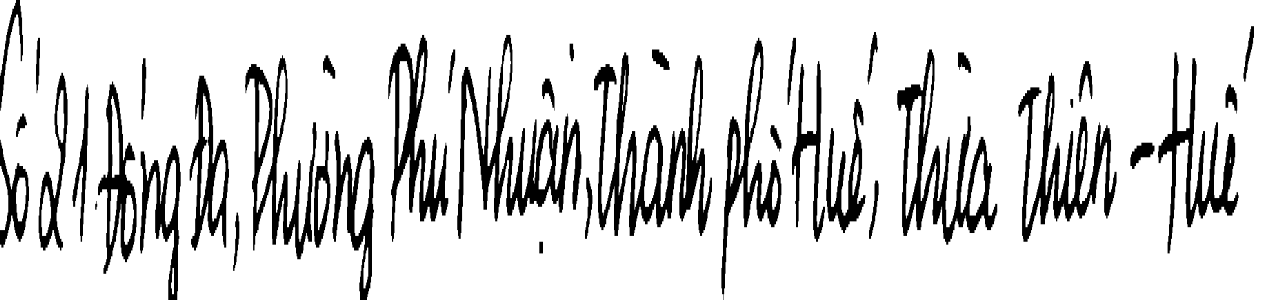 Số 21 Đống Đa, Phường Phú Nhuận, Thành phố Huế, Thừa Thiên - Huế